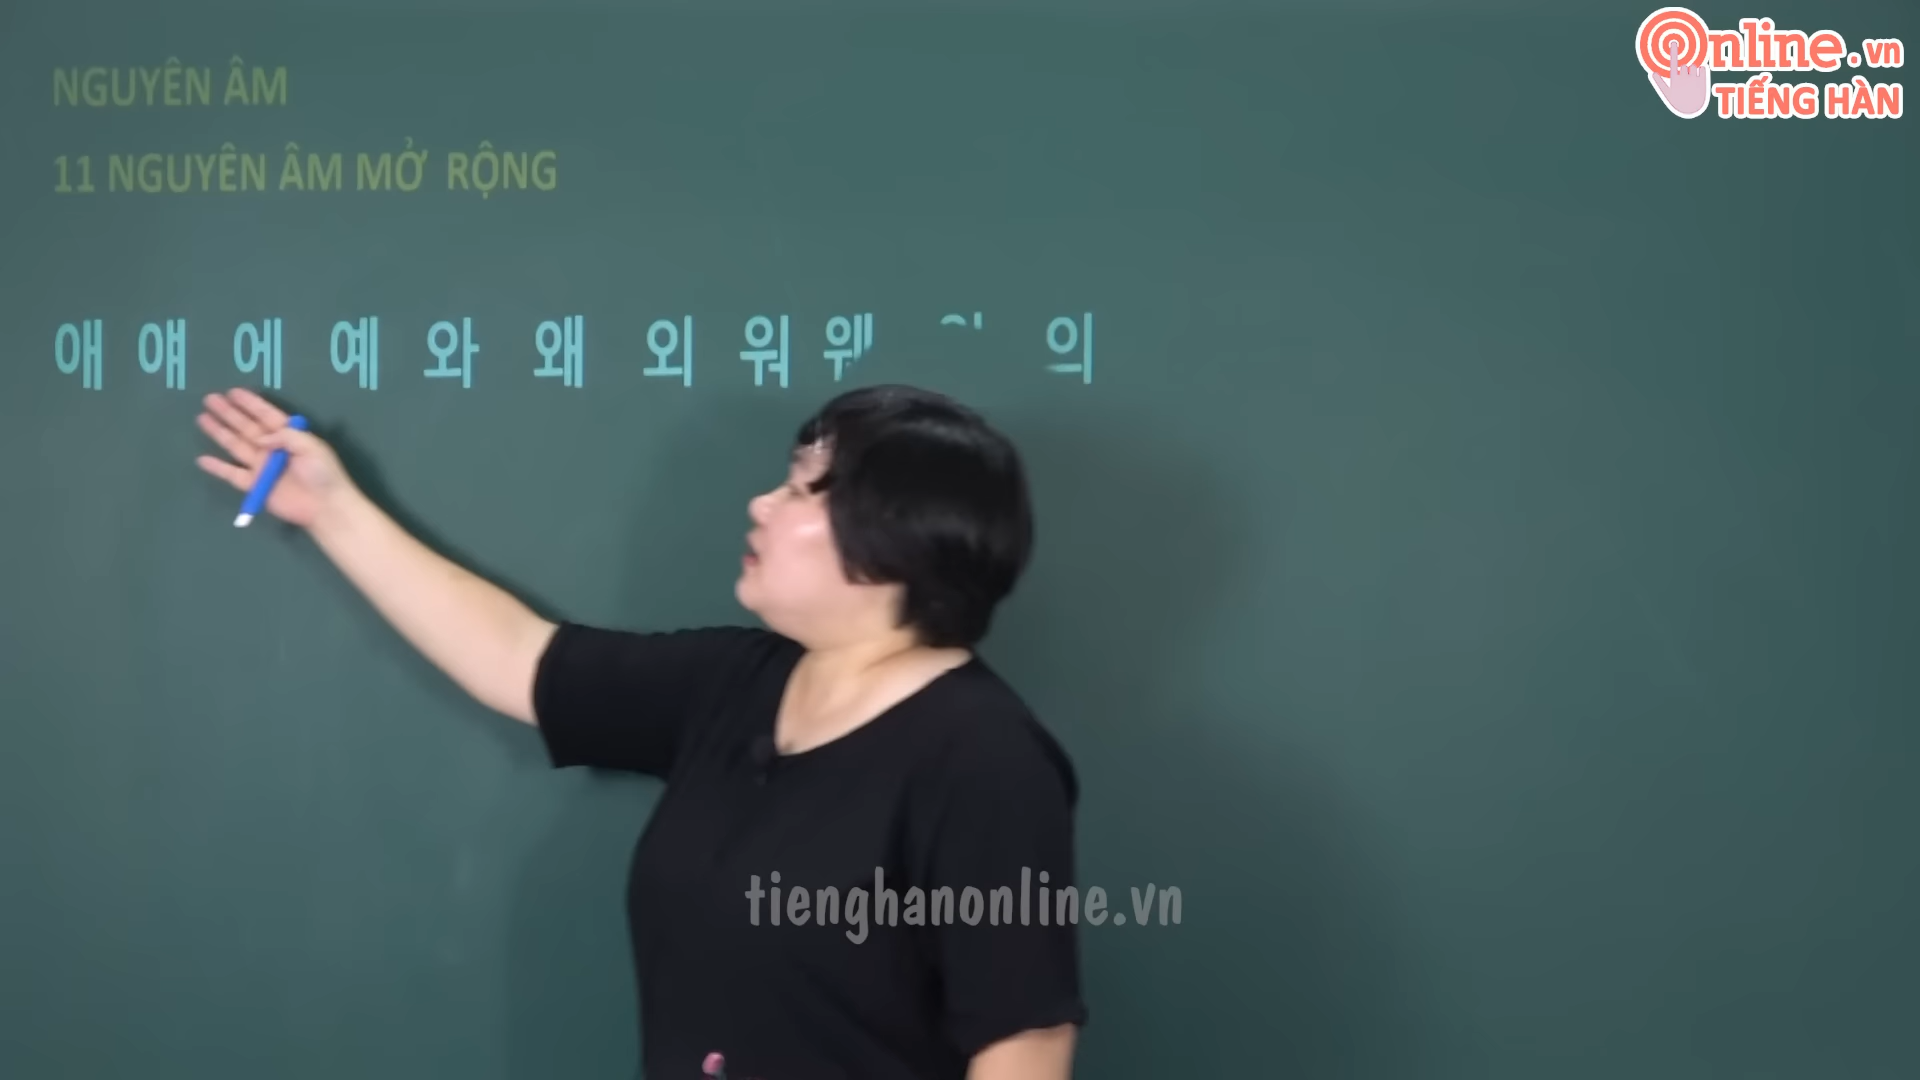 Online.vn
TIẾNG HÀN
NGUYÊN ÂM
11 NGUYÊN ÂM MỞ RỘNG
애 얘 에 예 와 왜 외 워 웨 의
tienghanonline.vn